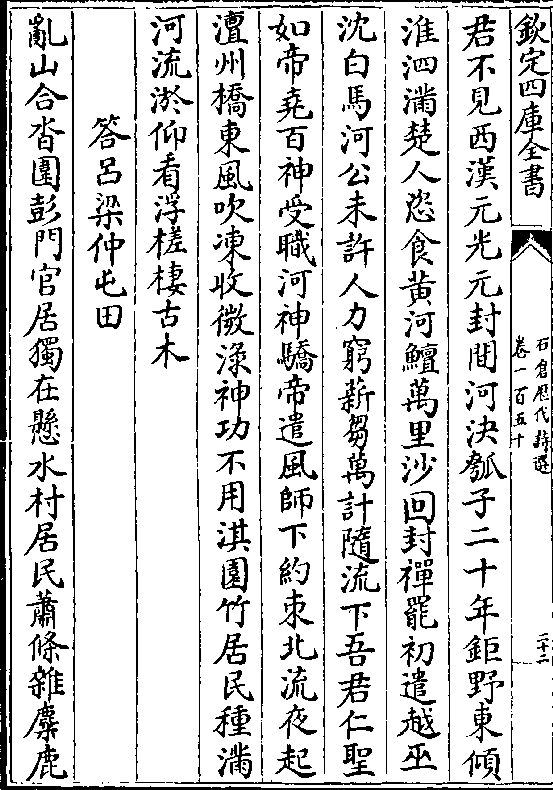 欽定四庫全書
石倉歷代詩選
卷一百五十
二十二
君不見西漢元光元封間河決瓠子二十年鉅野東傾
淮泗滿楚人恣食黃河鱣萬里沙回封禪罷初遣越巫
沈白馬河公未許人力窮薪芻萬計隨流下吾君仁聖
如帝堯百神受職河神驕帝遣風師下約束北流夜起
澶州橋東風吹凍收微渌神功不用淇園竹居民種滿
河流淤仰看浮槎棲古木
答呂梁仲屯田
亂山合沓圍彭門官居獨在懸水村居民蕭條雜麋鹿